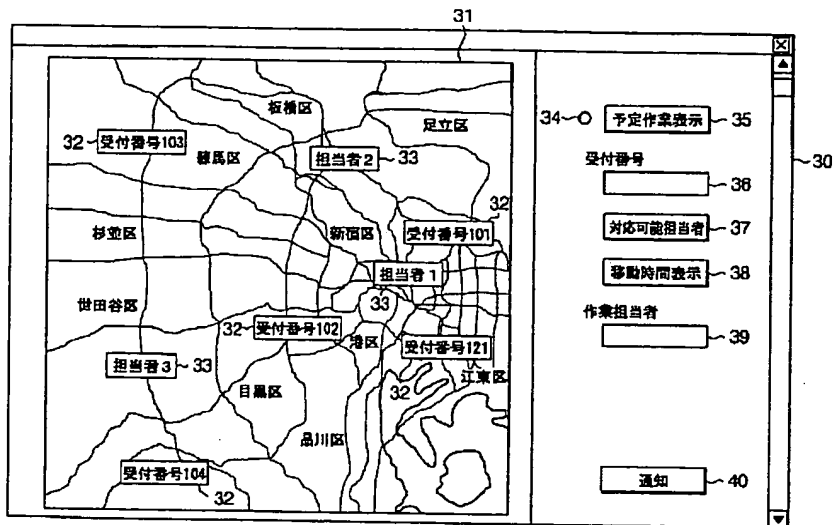 31
板橋区
足立区
34
予定作業表示
35
32
受付番号103
練馬区
担当者2
33
30
受付番号
36
32
杉並区
新宿区
受付番号101
対応可能担当者
37
担当者1
移動時間表示
38
世田谷区
33
作業担当者
32
受付番号102
港区
受付番号121
39
担当者3
33
江東区
目黒区
32
品川区
受付番号104
32
通知
40